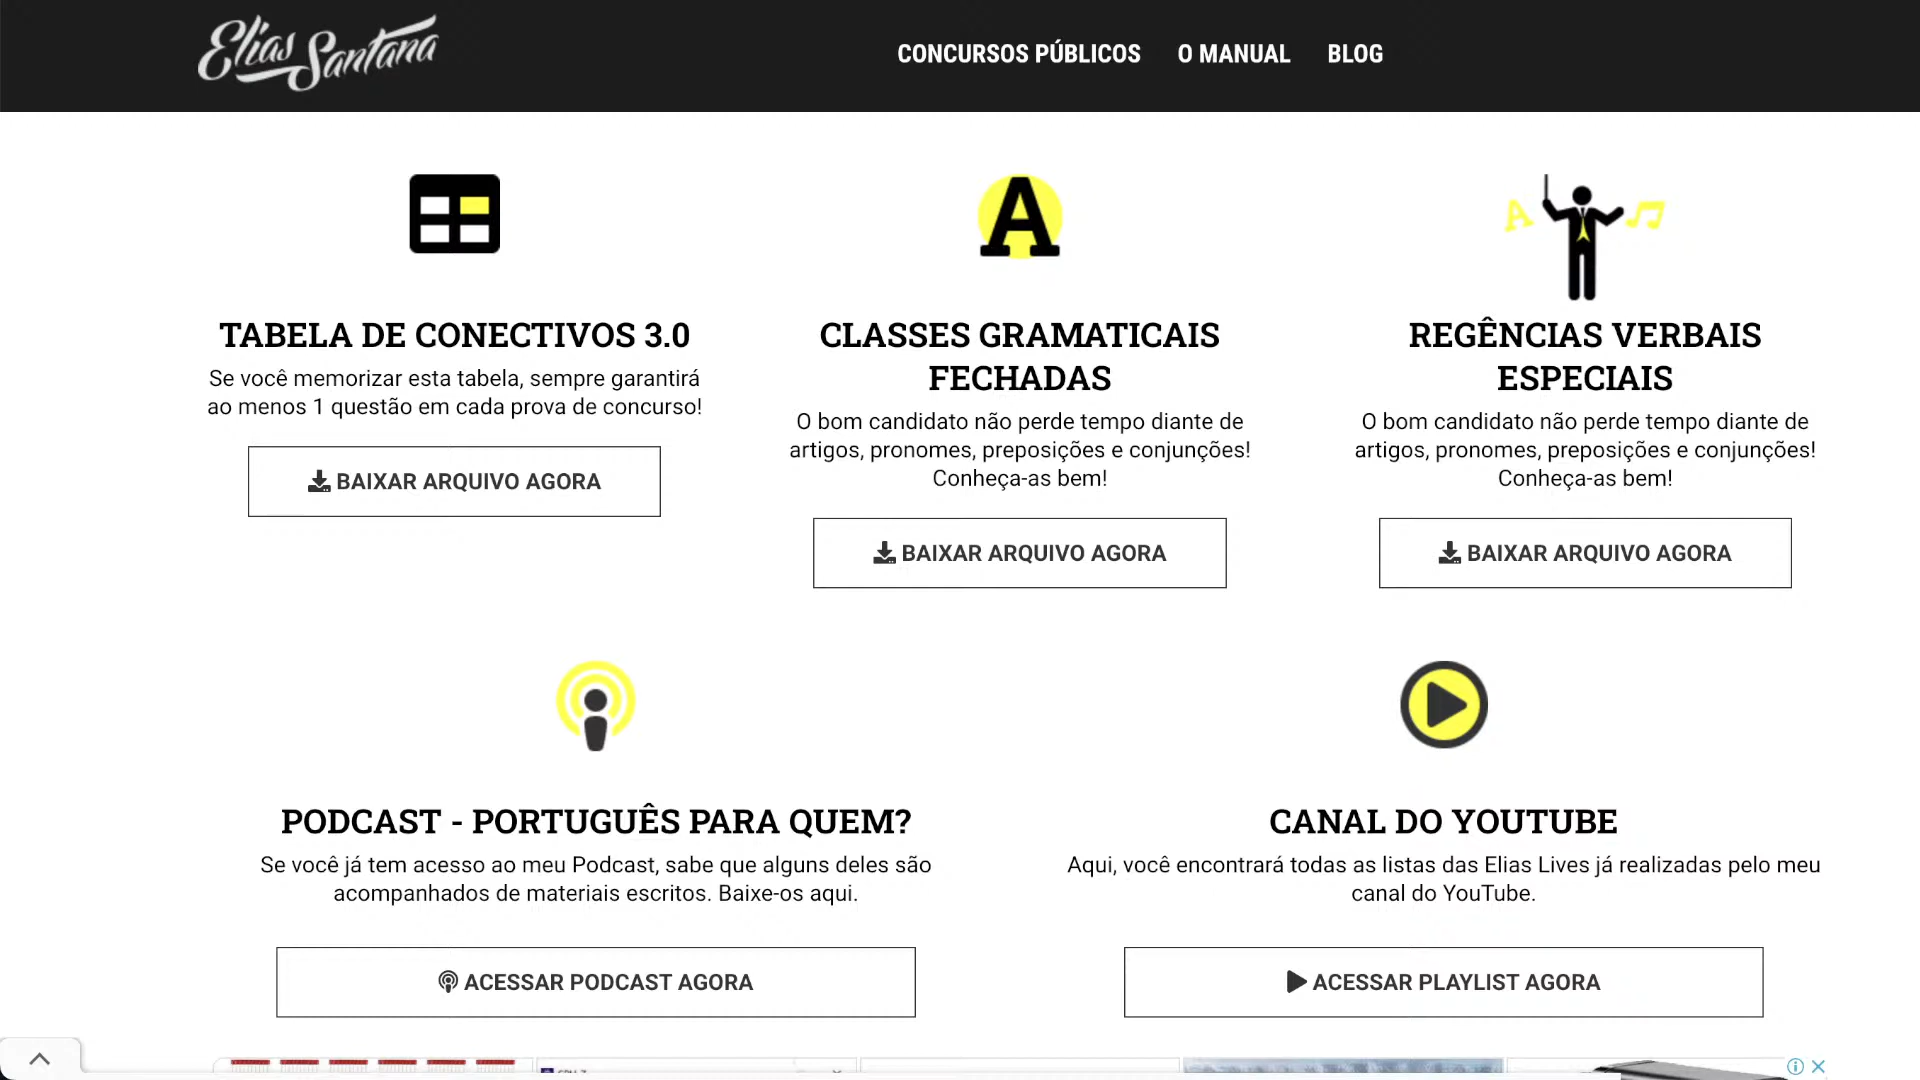 Elias Santana
CONCURSOS PÚBLICOS
O MANUAL
BLOG
TABELA DE CONECTIVOS 3.0
Se você memorizar esta tabela, sempre garantirá
ao menos 1 questão em cada prova de concurso!
BAIXAR ARQUIVO AGORA
CLASSES GRAMATICAIS
FECHADAS
O bom candidato não perde tempo diante de
artigos, pronomes, preposições e conjunções!
Conheça-as bem!
BAIXAR ARQUIVO AGORA
REGÊNCIAS VERBAIS
ESPECIAIS
O bom candidato não perde tempo diante de
artigos, pronomes, preposições e conjunções!
Conheça-as bem!
BAIXAR ARQUIVO AGORA
PODCAST - PORTUGUÊS PARA QUEM?
Se você já tem acesso ao meu Podcast, sabe que alguns deles são
acompanhados de materiais escritos. Baixe-os aqui.
ACESSAR PODCAST AGORA
CANAL DO YOUTUBE
Aqui, você encontrará todas as listas das Elias Lives já realizadas pelo meu
canal do YouTube.
ACESSAR PLAYLIST AGORA